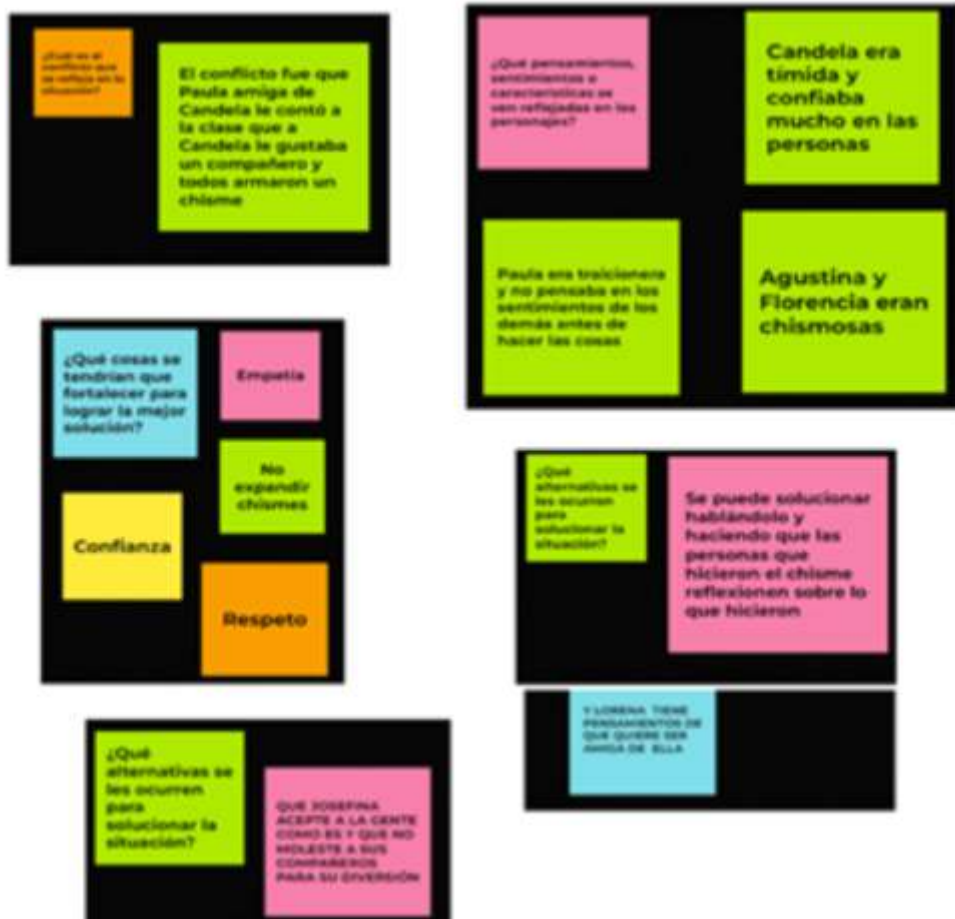 ¿Cuál es el
conflicto que
se refleja en la
situación?
El conflicto fue que
Paula amiga de
Candela le contó a
la clase que a
Candela le gustaba
un compañero y
todos armaron un
chisme
¿Qué pensamientos,
sentimientos o
características se
ven reflejadas en los
personajes?
Candela era
tímida y
confiaba
mucho en las
personas
Paula era traicionera
y no pensaba en los
sentimientos de los
demás antes de
hacer las cosas
Agustina y
Florencia eran
chismosas
¿Qué cosas se
tendrían que
fortalecer para
lograr la mejor
solución?
Empatía
No
expandir
chismes
Confianza
Respeto
¿Qué
alternativas se
les ocurren
para
solucionar la
situación?
Se puede solucionar
hablándolo y
haciendo que las
personas que
hicieron el chisme
reflexionen sobre lo
que hicieron
Y LORENA TIENE
PENSAMIENTOS DE
QUE QUIERE SER
AMIGA DE ELLA
¿Qué
alternativas se
les ocurren
para
solucionar la
situación?
QUE JOSEFINA
ACEPTE A LA GENTE
COMO ES Y QUE NO
MOLESTE A SUS
COMPAÑEROS
PARA SU DIVERSIÓN